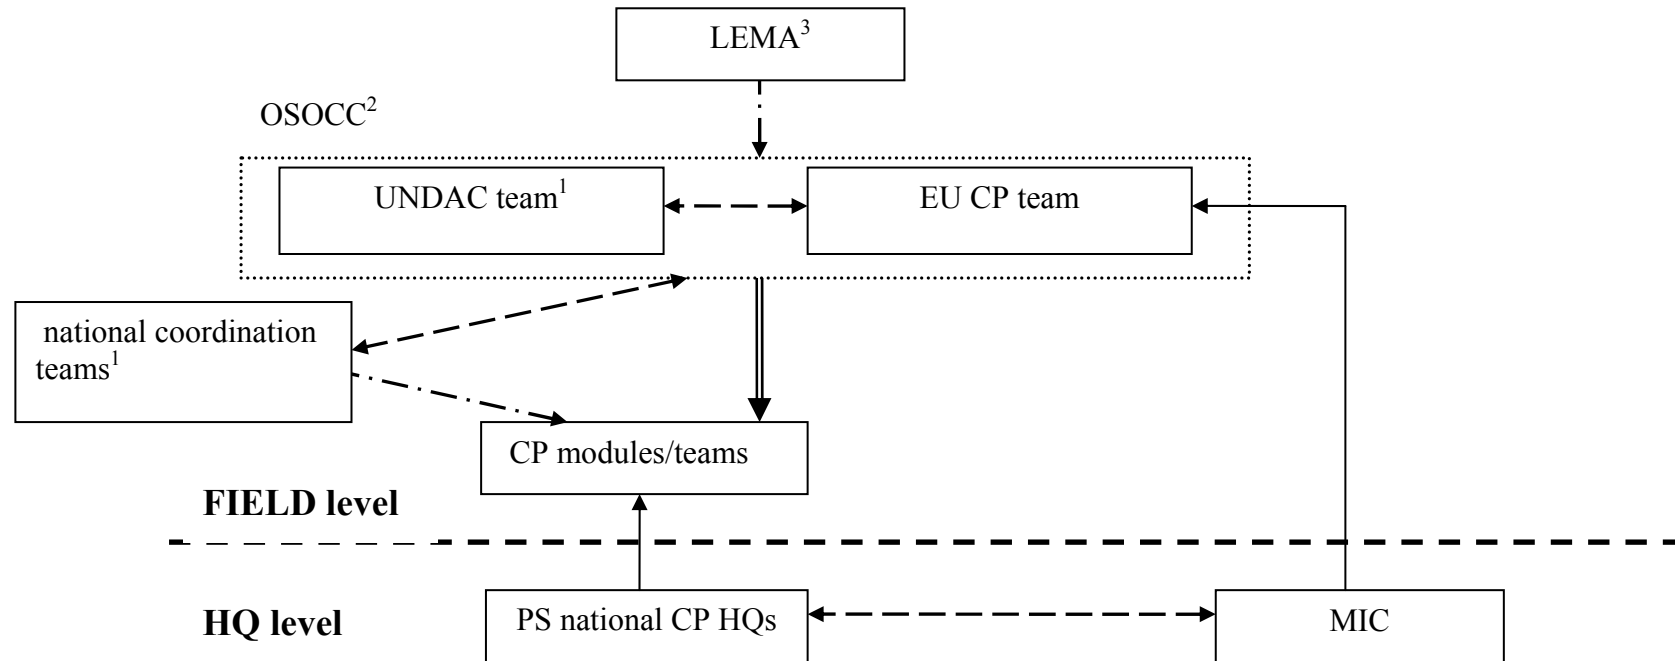 LEMA³
OSOCC²
UNDAC team¹
EU CP team
national coordination
teams¹
CP modules/teams
FIELD level
PS national CP HQs
MIC
HQ level